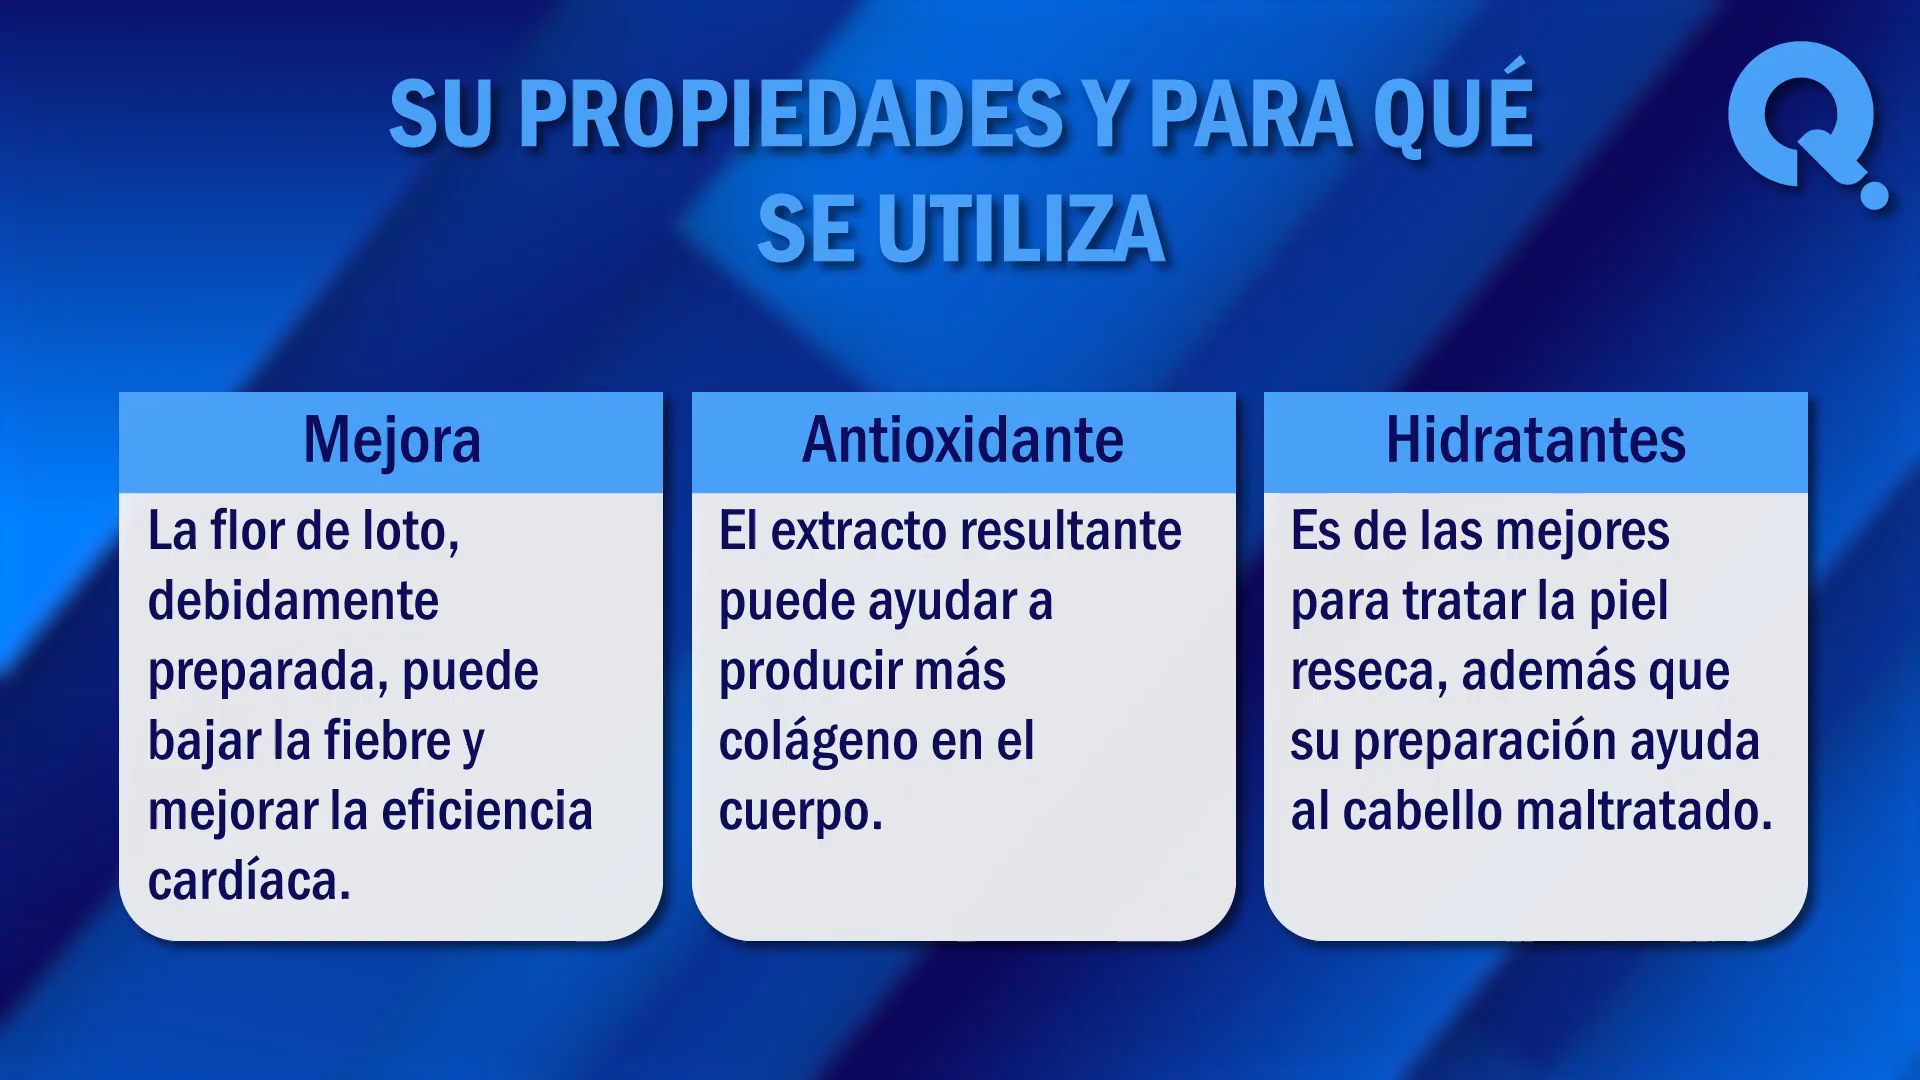 SU PROPIEDADES Y PARA QUÉ
SE UTILIZA
Mejora
La flor de loto,
debidamente
preparada, puede
bajar la fiebre y
mejorar la eficiencia
cardíaca.
Antioxidante
El extracto resultante
puede ayudar a
producir más
colágeno en el
cuerpo.
Hidratantes
Es de las mejores
para tratar la piel
reseca, además que
su preparación ayuda
al cabello maltratado.